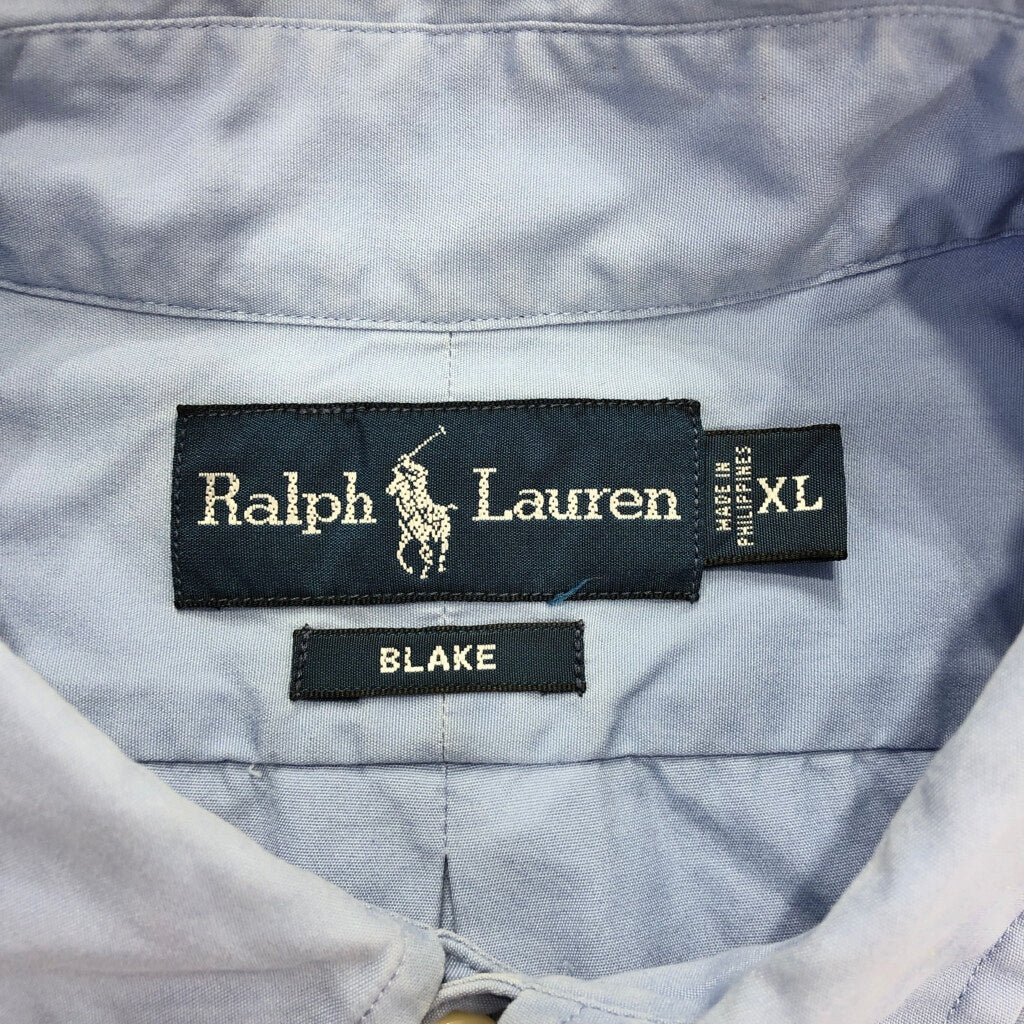 Ralph Lauren
MADE IN
PHILIPPINES
XL
BLAKE